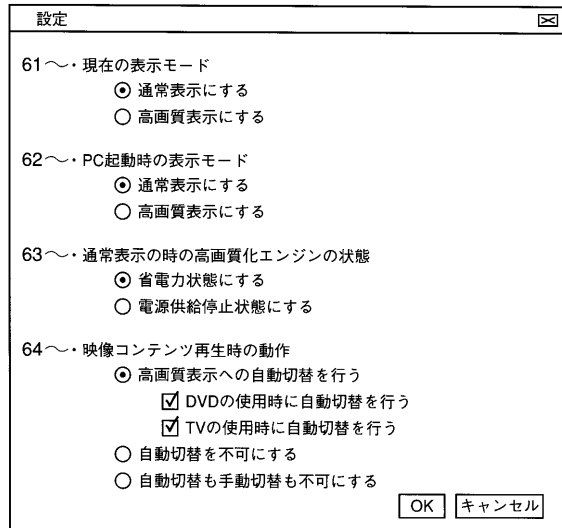 設定
61 ・現在の表示モード
通常表示にする
高画質表示にする
62 ・PC起動時の表示モード
通常表示にする
高画質表示にする
63 ・通常表示の時の高画質化エンジンの状態
省電力状態にする
電源供給停止状態にする
64 ・映像コンテンツ再生時の動作
高画質表示への自動切替を行う
DVDの使用時に自動切替を行う
TVの使用時に自動切替を行う
自動切替を不可にする
自動切替も手動切替も不可にする
OK キャンセル